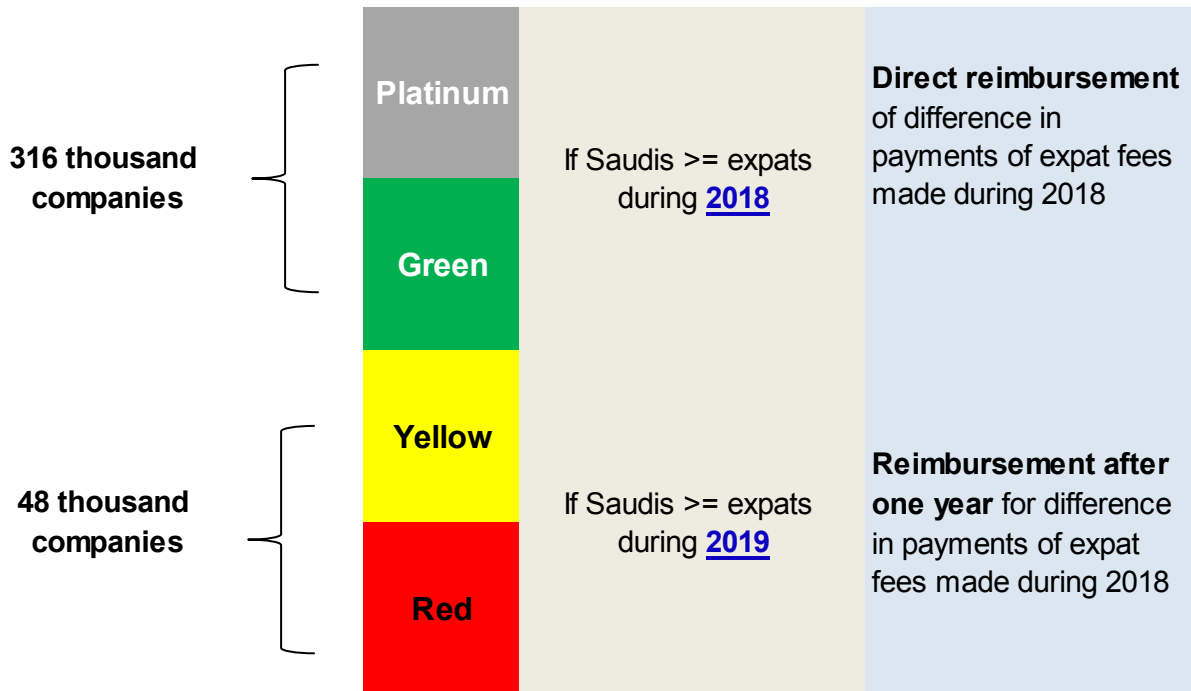 316 thousand
companies
Platinum
Green
If Saudis >= expats
during 2018
Direct reimbursement
of difference in
payments of expat fees
made during 2018
48 thousand
companies
Yellow
Red
If Saudis >= expats
during 2019
Reimbursement after
one year for difference
in payments of expat
fees made during 2018